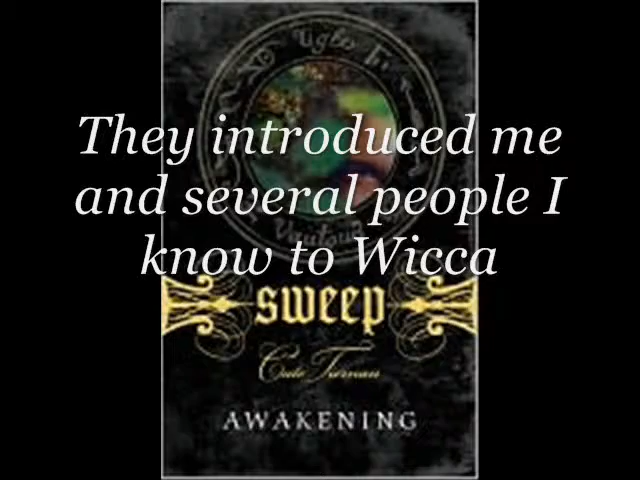 They introduced me
and several people I
know to Wicca
sweep
Cate Tiernan
AWAKENING